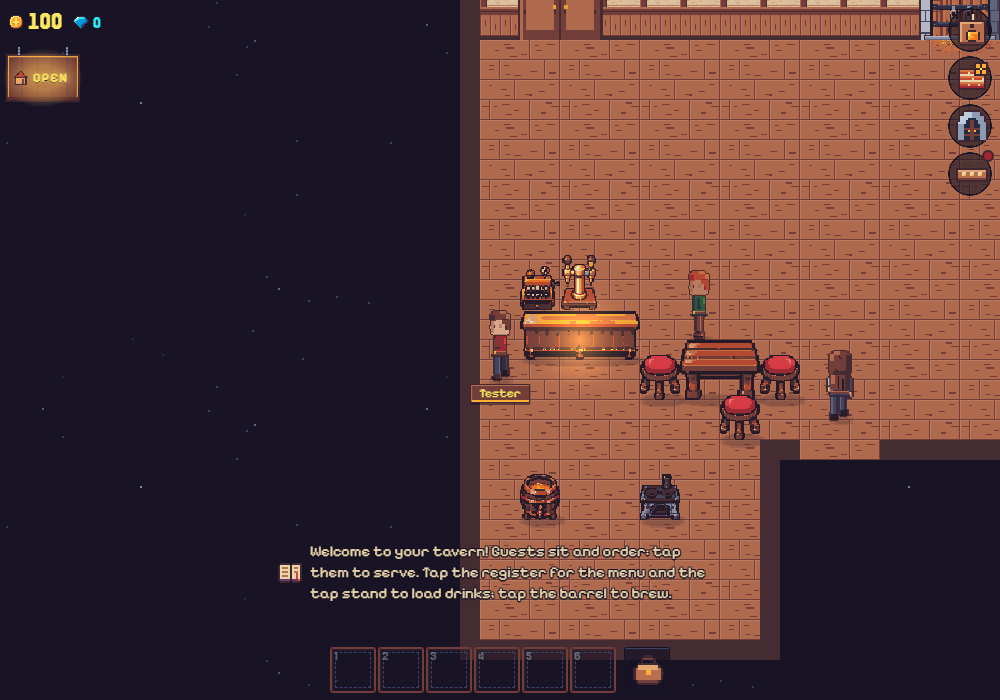 100
0
OPEN
Tester
Welcome to your tavern! Guests sit and order: tap
them to serve. Tap the register for the menu and the
tap stand to load drinks; tap the barrel to brew.
1 2 3 4 5 6